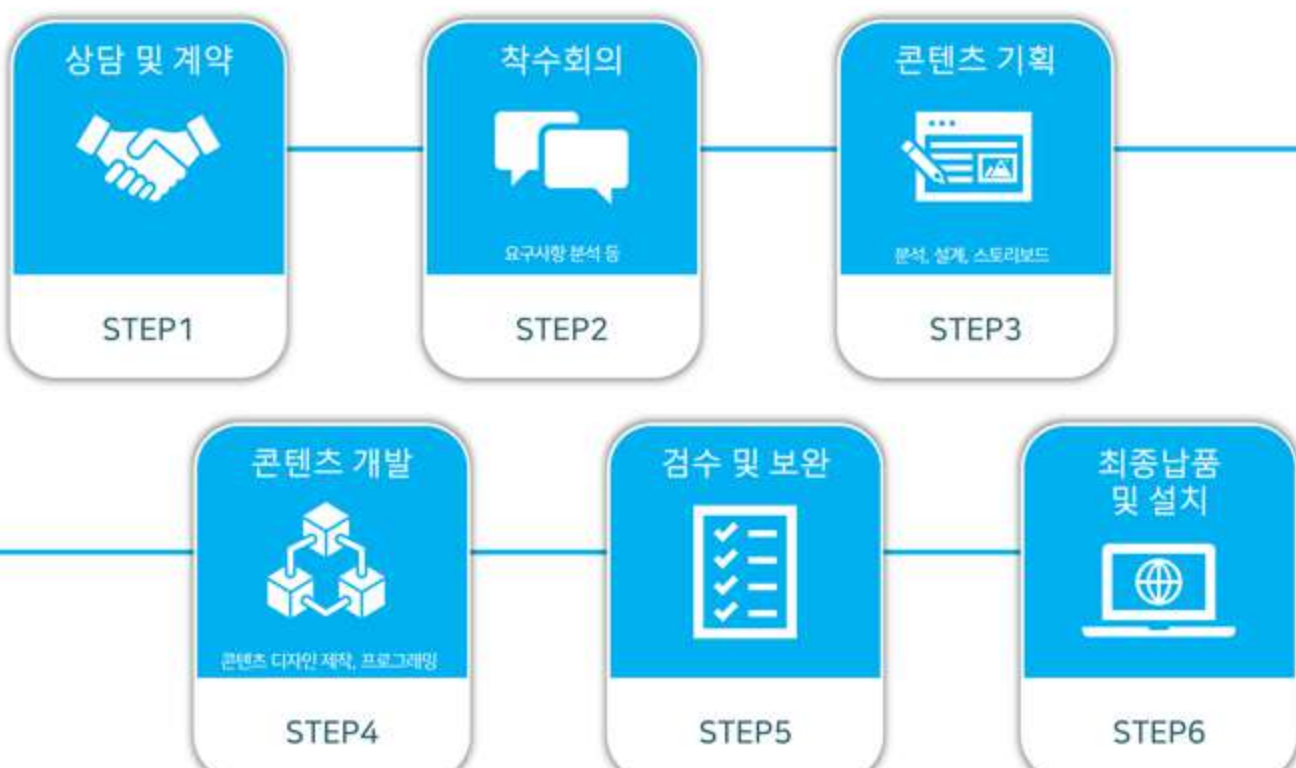 상담 및 계약
STEP1
착수회의
요구사항 분석 등
STEP2
콘텐츠 기획
분석, 설계, 스토리보드
STEP3
콘텐츠 개발
콘텐츠 디자인 제작, 프로그래밍
STEP4
검수 및 보완
STEP5
최종납품
및 설치
STEP6